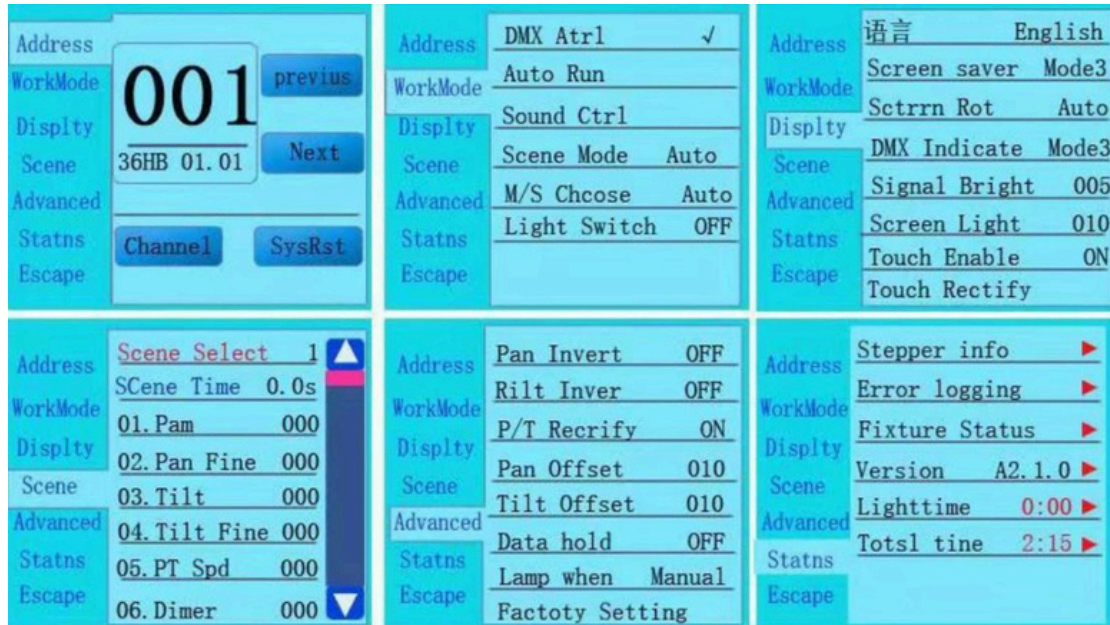 Address
WorkMode
Displty
Scene
Advanced
Statns
Escape
001
36HB 01.01
previus
Next
Channel
SysRst
Address
WorkMode
Displty
Scene
Advanced
Statns
Escape
DMX Atrl √
Auto Run
Sound Ctrl
Scene Mode Auto
M/S Chcose Auto
Light Switch OFF
Address
WorkMode
Displty
Scene
Advanced
Statns
Escape
语言 English
Screen saver Mode3
Sctrrn Rot Auto
DMX Indicate Mode3
Signal Bright 005
Screen Light 010
Touch Enable ON
Touch Rectify
Address
WorkMode
Displty
Scene
Advanced
Statns
Escape
Scene Select 1
SCene Time 0.0s
01. Pam 000
02. Pan Fine 000
03. Tilt 000
04. Tilt Fine 000
05. PT Spd 000
06. Dimer 000
Address
WorkMode
Displty
Scene
Advanced
Statns
Escape
Pan Invert OFF
Rilt Inver OFF
P/T Recrify ON
Pan Offset 010
Tilt Offset 010
Data hold OFF
Lamp when Manual
Factoty Setting
Address
WorkMode
Displty
Scene
Advanced
Statns
Escape
Stepper info
Error logging
Fixture Status
Version A2.1.0
Lighttime 0:00
Totsl tine 2:15